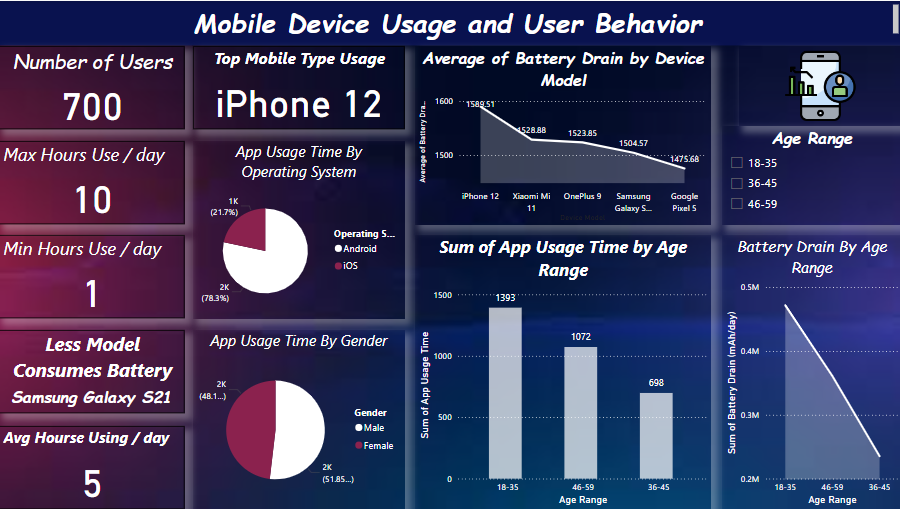 Mobile Device Usage and User Behavior
Number of Users
700
Max Hours Use / day
10
Min Hours Use / day
1
Less Model
Consumes Battery
Samsung Galaxy S21
Avg Hourse Using / day
5
Top Mobile Type Usage
iPhone 12
App Usage Time By
Operating System
1K
(21.7%)
2K
(78.3%)
Operating S...
Android
iOS
App Usage Time By Gender
2K
(48.1...)
2K
(51.85...)
Gender
Male
Female
Average of Battery Drain by Device
Model
Average of Battery Dra...
1600
1500
1589.51
1528.88
1523.85
1504.57
1475.68
iPhone 12
Xiaomi Mi
11
OnePlus 9
Samsung
Galaxy S...
Google
Pixel 5
Device Model
Sum of App Usage Time by Age
Range
Sum of App Usage Time
1500
1000
500
0
1393
1072
698
18-35
46-59
36-45
Age Range
Age Range
18-35
36-45
46-59
Battery Drain By Age
Range
Sum of Battery Drain (mAh/day)
0.5M
0.4M
0.3M
0.2M
18-35
46-59
36-45
Age Range